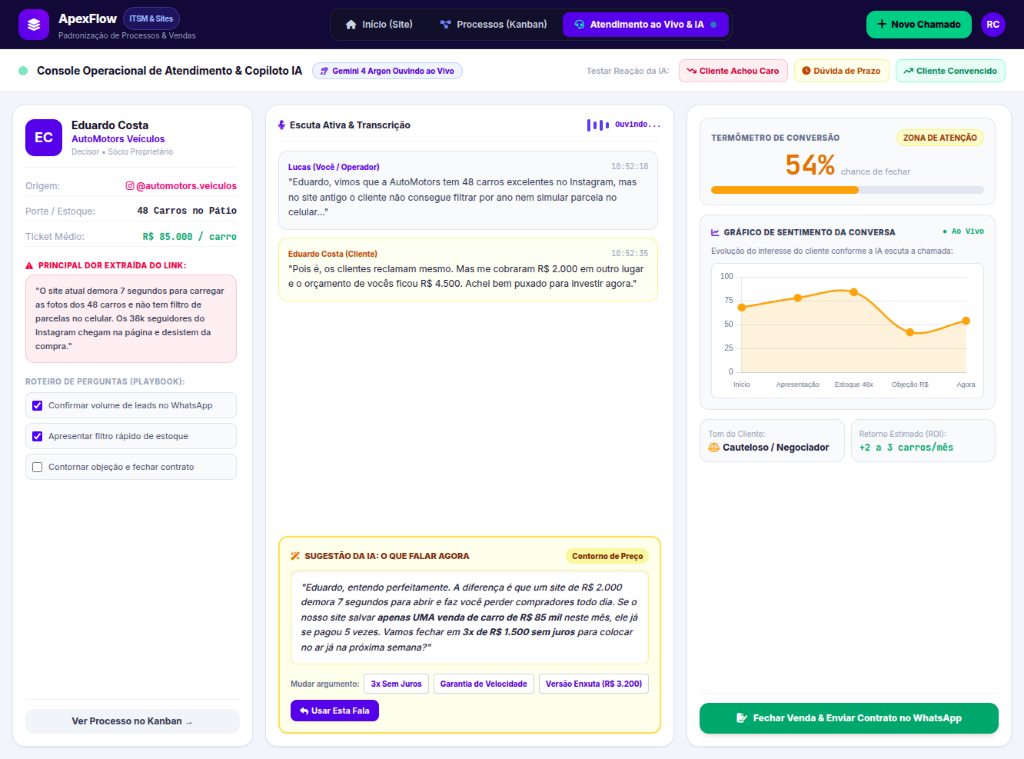 ApexFlow
ITSM & Sites
Padronização de Processos & Vendas
Início (Site)
Processos (Kanban)
Atendimento ao Vivo & IA
+ Novo Chamado
RC
Console Operacional de Atendimento & Copiloto IA
Gemini 4 Argon Ouvindo ao Vivo
Testar Reação da IA:
Cliente Achou Caro
Dúvida de Prazo
Cliente Convencido
EC
Eduardo Costa
AutoMotors Veículos
Decisor • Sócio Proprietário
Origem:
@automotors.veiculos
Porte / Estoque:
48 Carros no Pátio
Ticket Médio:
R$ 85.000 / carro
PRINCIPAL DOR EXTRAÍDA DO LINK:
"O site atual demora 7 segundos para carregar
as fotos dos 48 carros e não tem filtro de
parcelas no celular. Os 38k seguidores do
Instagram chegam na página e desistem da
compra."
ROTEIRO DE PERGUNTAS (PLAYBOOK):
Confirmar volume de leads no WhatsApp
Apresentar filtro rápido de estoque
Contornar objeção e fechar contrato
Ver Processo no Kanban →
Escuta Ativa & Transcrição
Ouvindo...
Lucas (Você / Operador)
18:52:10
"Eduardo, vimos que a AutoMotors tem 48 carros excelentes no Instagram, mas
no site antigo o cliente não consegue filtrar por ano nem simular parcela no
celular..."
Eduardo Costa (Cliente)
18:52:35
"Pois é, os clientes reclamam mesmo. Mas me cobraram R$ 2.000 em outro lugar
e o orçamento de vocês ficou R$ 4.500. Achei bem puxado para investir agora."
SUGESTÃO DA IA: O QUE FALAR AGORA
Contorno de Preço
"Eduardo, entendo perfeitamente. A diferença é que um site de R$ 2.000
demora 7 segundos para abrir e faz você perder compradores todo dia. Se o
nosso site salvar apenas UMA venda de carro de R$ 85 mil neste mês, ele já
se pagou 5 vezes. Vamos fechar em 3x de R$ 1.500 sem juros para colocar
no ar já na próxima semana?"
Mudar argumento:
3x Sem Juros
Garantia de Velocidade
Versão Enxuta (R$ 3.200)
Usar Esta Fala
TERMÔMETRO DE CONVERSÃO
ZONA DE ATENÇÃO
54%
chance de fechar
GRÁFICO DE SENTIMENTO DA CONVERSA
● Ao Vivo
Evolução do interesse do cliente conforme a IA escuta a chamada:
100
75
50
25
0
Início
Apresentação
Estoque 48x
Objeção R$
Agora
Tom do Cliente:
Cauteloso / Negociador
Retorno Estimado (ROI):
+2 a 3 carros/mês
Fechar Venda & Enviar Contrato no WhatsApp